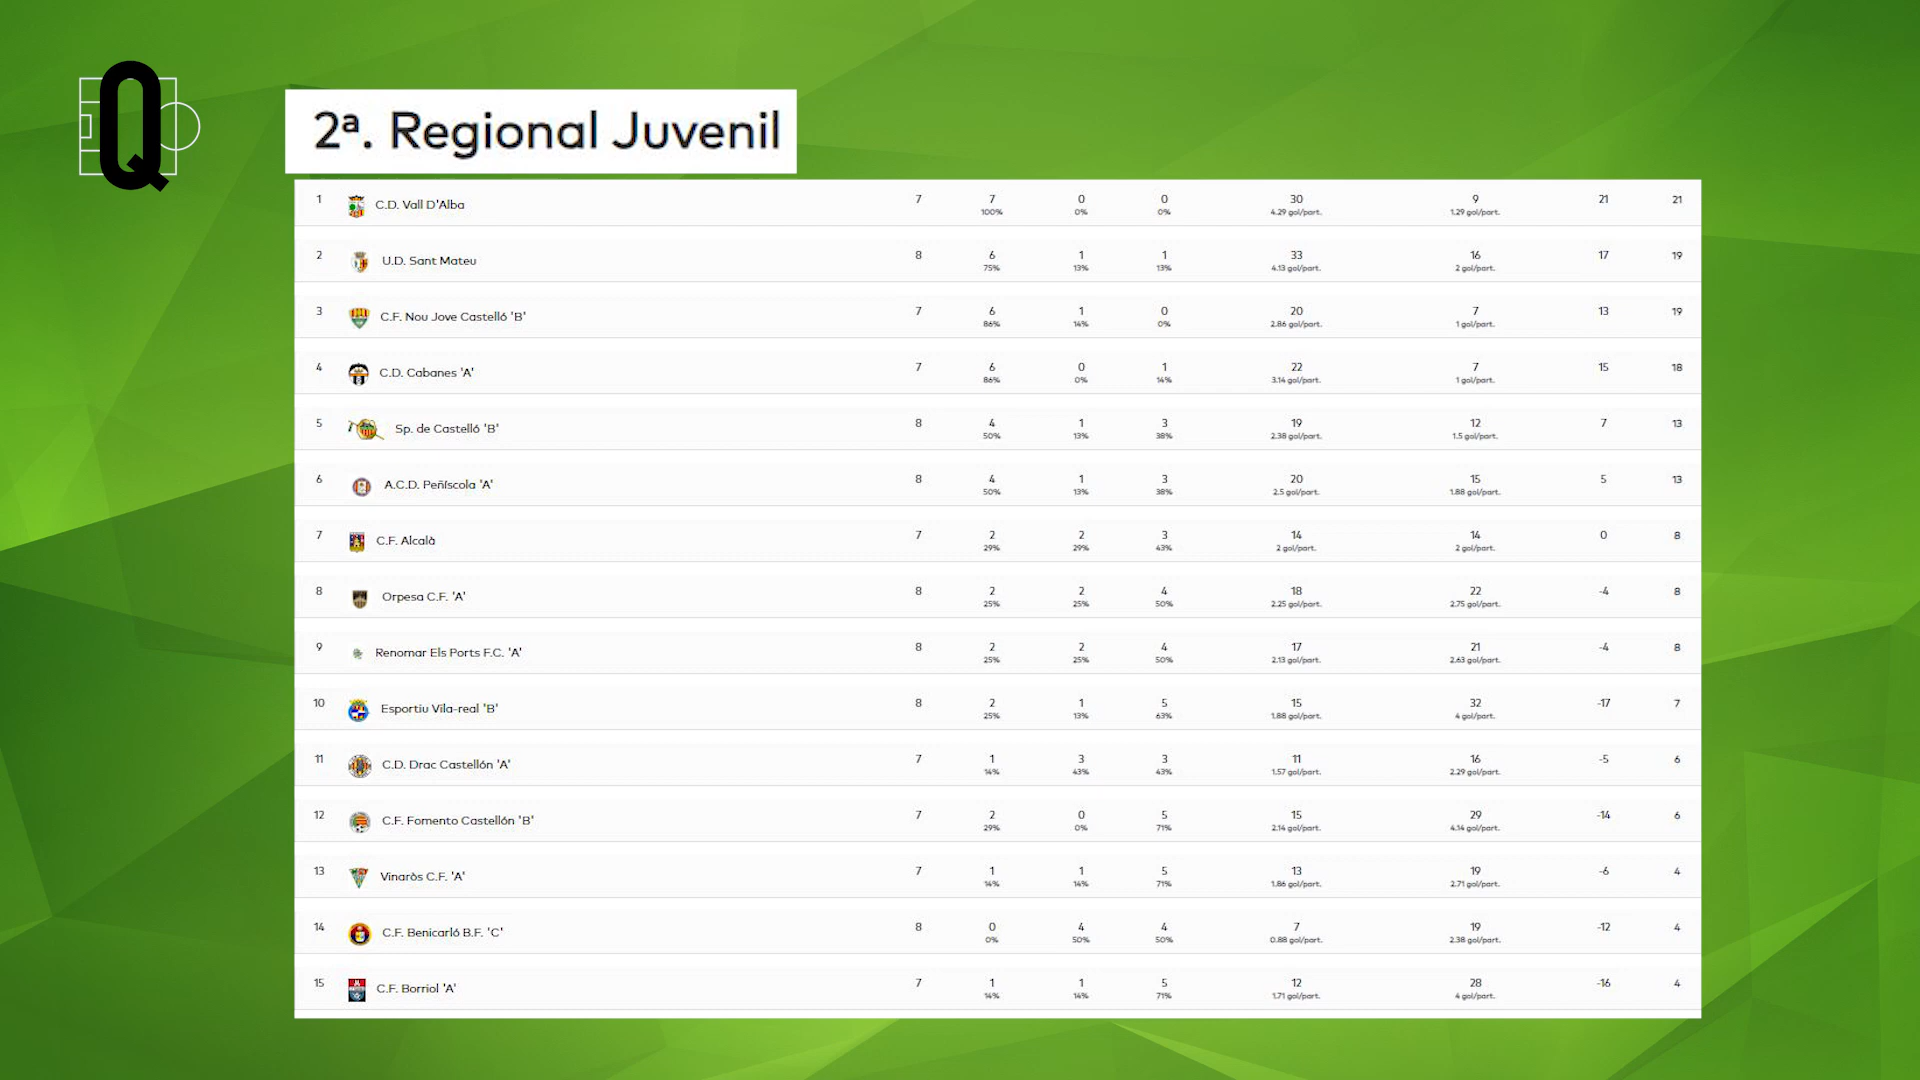 Q
2ª. Regional Juvenil
1 C.D. Vall D'Alba 7 7 0 0 30 9 21 21
100% 0% 0% 4.29 gol/part. 1.29 gol/part.
2 U.D. Sant Mateu 8 6 1 1 33 16 17 19
75% 13% 13% 4.13 gol/part. 2 gol/part.
3 C.F. Nou Jove Castelló 'B' 7 6 1 0 20 7 13 19
86% 14% 0% 2.86 gol/part. 1 gol/part.
4 C.D. Cabanes 'A' 7 6 0 1 22 7 15 18
86% 0% 14% 3.14 gol/part. 1 gol/part.
5 Sp. de Castelló 'B' 8 4 1 3 19 12 7 13
50% 13% 38% 2.38 gol/part. 1.5 gol/part.
6 A.C.D. Peñíscola 'A' 8 4 1 3 20 15 5 13
50% 13% 38% 2.5 gol/part. 1.88 gol/part.
7 C.F. Alcalà 7 2 2 3 14 14 0 8
29% 29% 43% 2 gol/part. 2 gol/part.
8 Orpesa C.F. 'A' 8 2 2 4 18 22 -4 8
25% 25% 50% 2.25 gol/part. 2.75 gol/part.
9 Renomar Els Ports F.C. 'A' 8 2 2 4 17 21 -4 8
25% 25% 50% 2.13 gol/part. 2.63 gol/part.
10 Esportiu Vila-real 'B' 8 2 1 5 15 32 -17 7
25% 13% 63% 1.88 gol/part. 4 gol/part.
11 C.D. Drac Castellón 'A' 7 1 3 3 11 16 -5 6
14% 43% 43% 1.57 gol/part. 2.29 gol/part.
12 C.F. Fomento Castellón 'B' 7 2 0 5 15 29 -14 6
29% 0% 71% 2.14 gol/part. 4.14 gol/part.
13 Vinaròs C.F. 'A' 7 1 1 5 13 19 -6 4
14% 14% 71% 1.86 gol/part. 2.71 gol/part.
14 C.F. Benicarló B.F. 'C' 8 0 4 4 7 19 -12 4
0% 50% 50% 0.88 gol/part. 2.38 gol/part.
15 C.F. Borriol 'A' 7 1 1 5 12 28 -16 4
14% 14% 71% 1.71 gol/part. 4 gol/part.